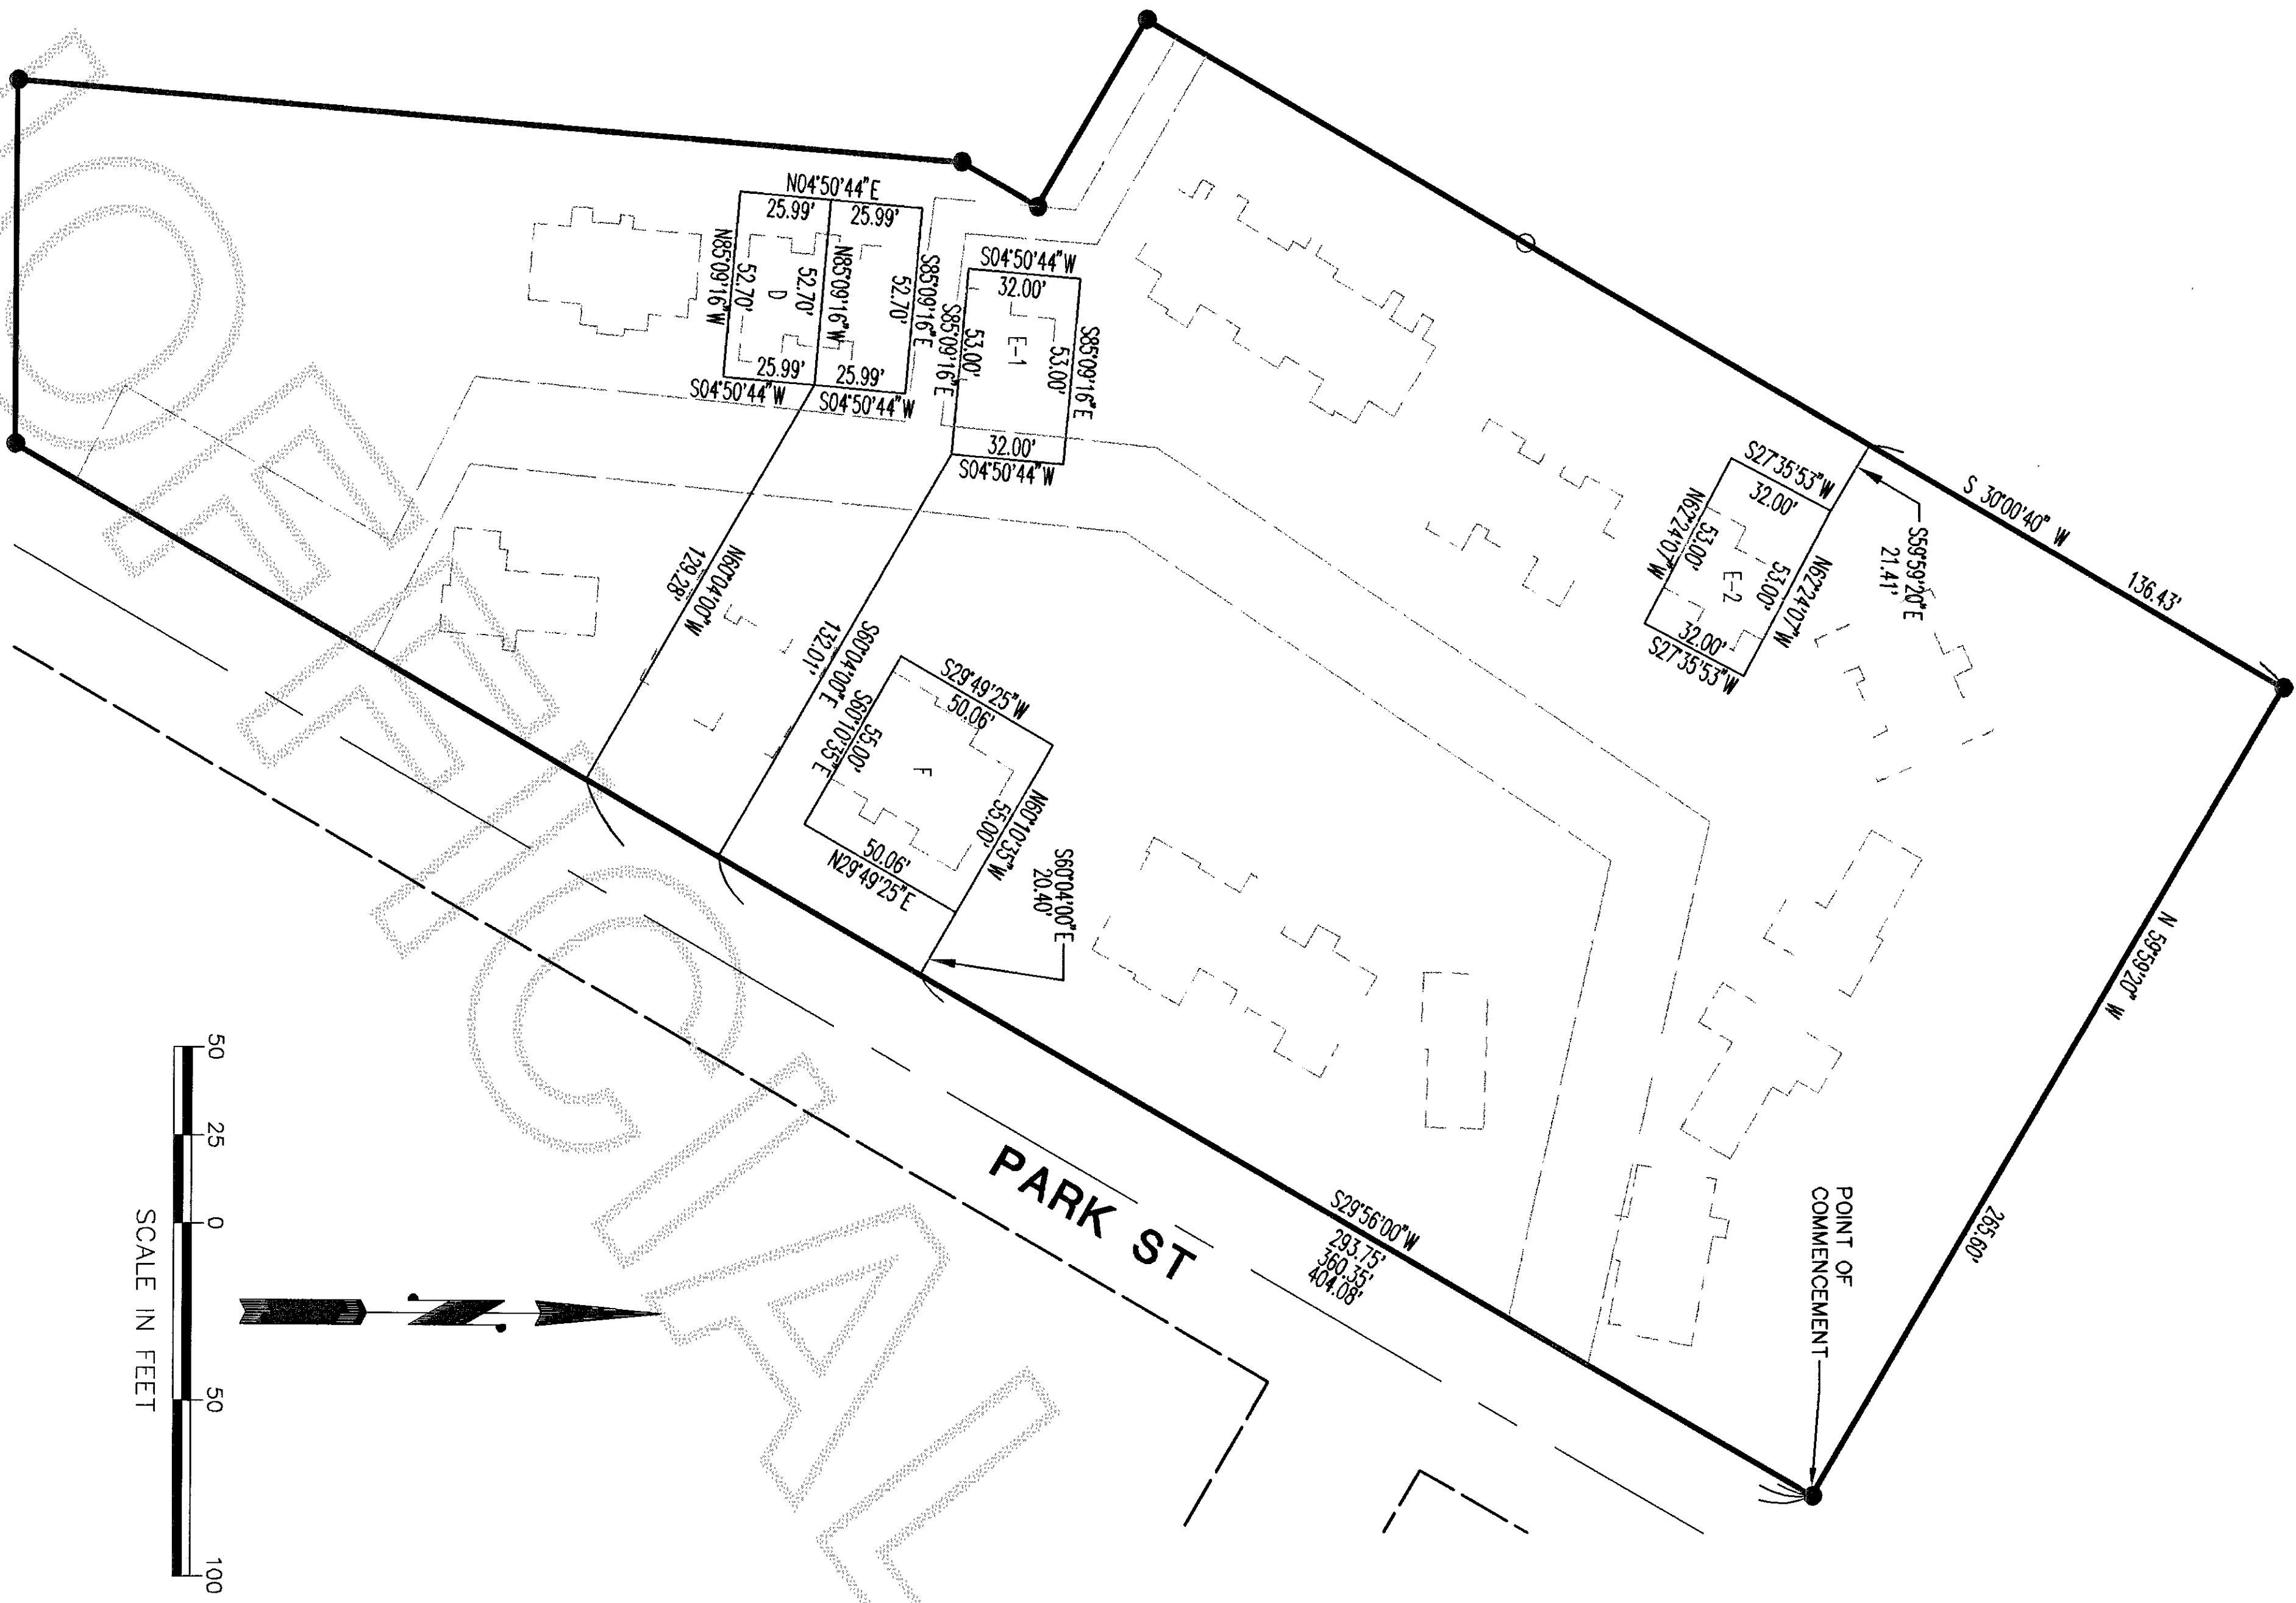 N04°50'44"E
25.99'
25.99'
N85°09'16"W
52.70'
D
52.70'
N85°09'16"W
52.70'
S85°09'16"E
25.99'
S04°50'44"W
25.99'
S04°50'44"W
S04°50'44"W
32.00'
S85°09'16"E
53.00'
E-1
53.00'
S85°09'16"E
32.00'
S04°50'44"W
N60°04'00"W
129.28'
S60°04'00"E
132.01'
S29°49'25"W
50.06'
S60°10'35"E
55.00'
F
N60°10'35"W
55.00'
50.06'
N29°49'25"E
S60°04'00"E
20.40'
S27°35'53"W
32.00'
N62°24'07"W
53.00'
E-2
53.00'
N62°24'07"W
32.00'
S27°35'53"W
S59°59'20"E
21.41'
S 30°00'40" W
136.43'
N 59°59'20" W
265.60'
POINT OF
COMMENCEMENT
S29°56'00"W
293.75'
360.35'
404.08'
PARK ST
50 25 0 50 100
SCALE IN FEET
N
OFFICIAL